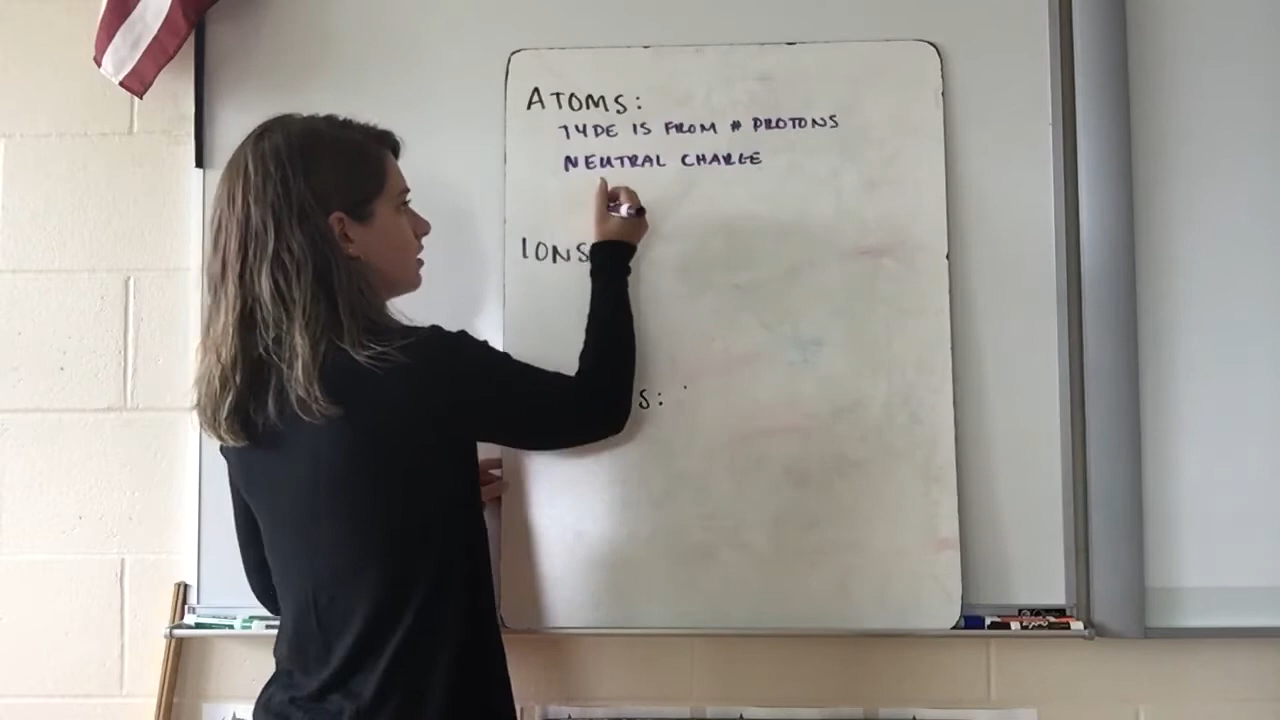 ATOMS:
TYPE IS FROM # PROTONS
NEUTRAL CHARGE
IONS
S: